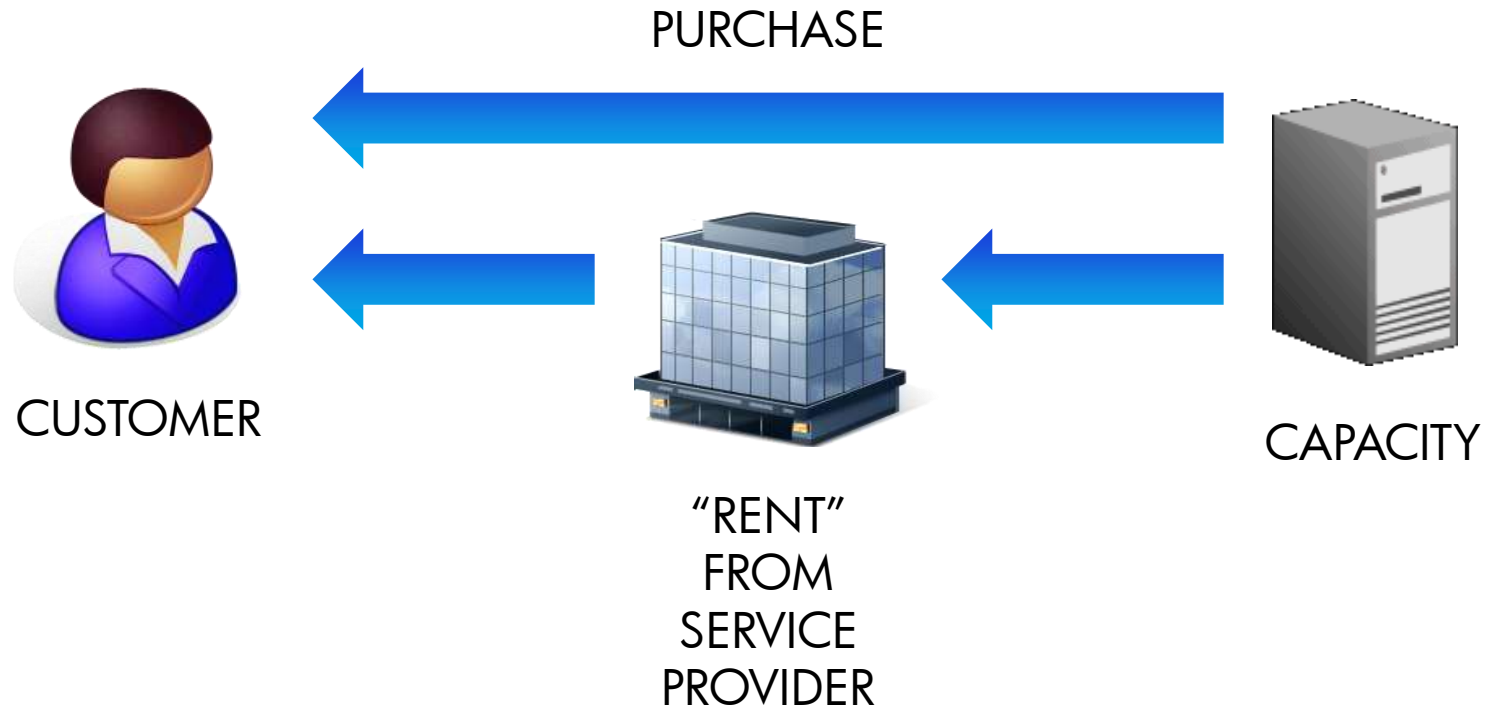 PURCHASE
CUSTOMER
CAPACITY
“RENT”
FROM
SERVICE
PROVIDER